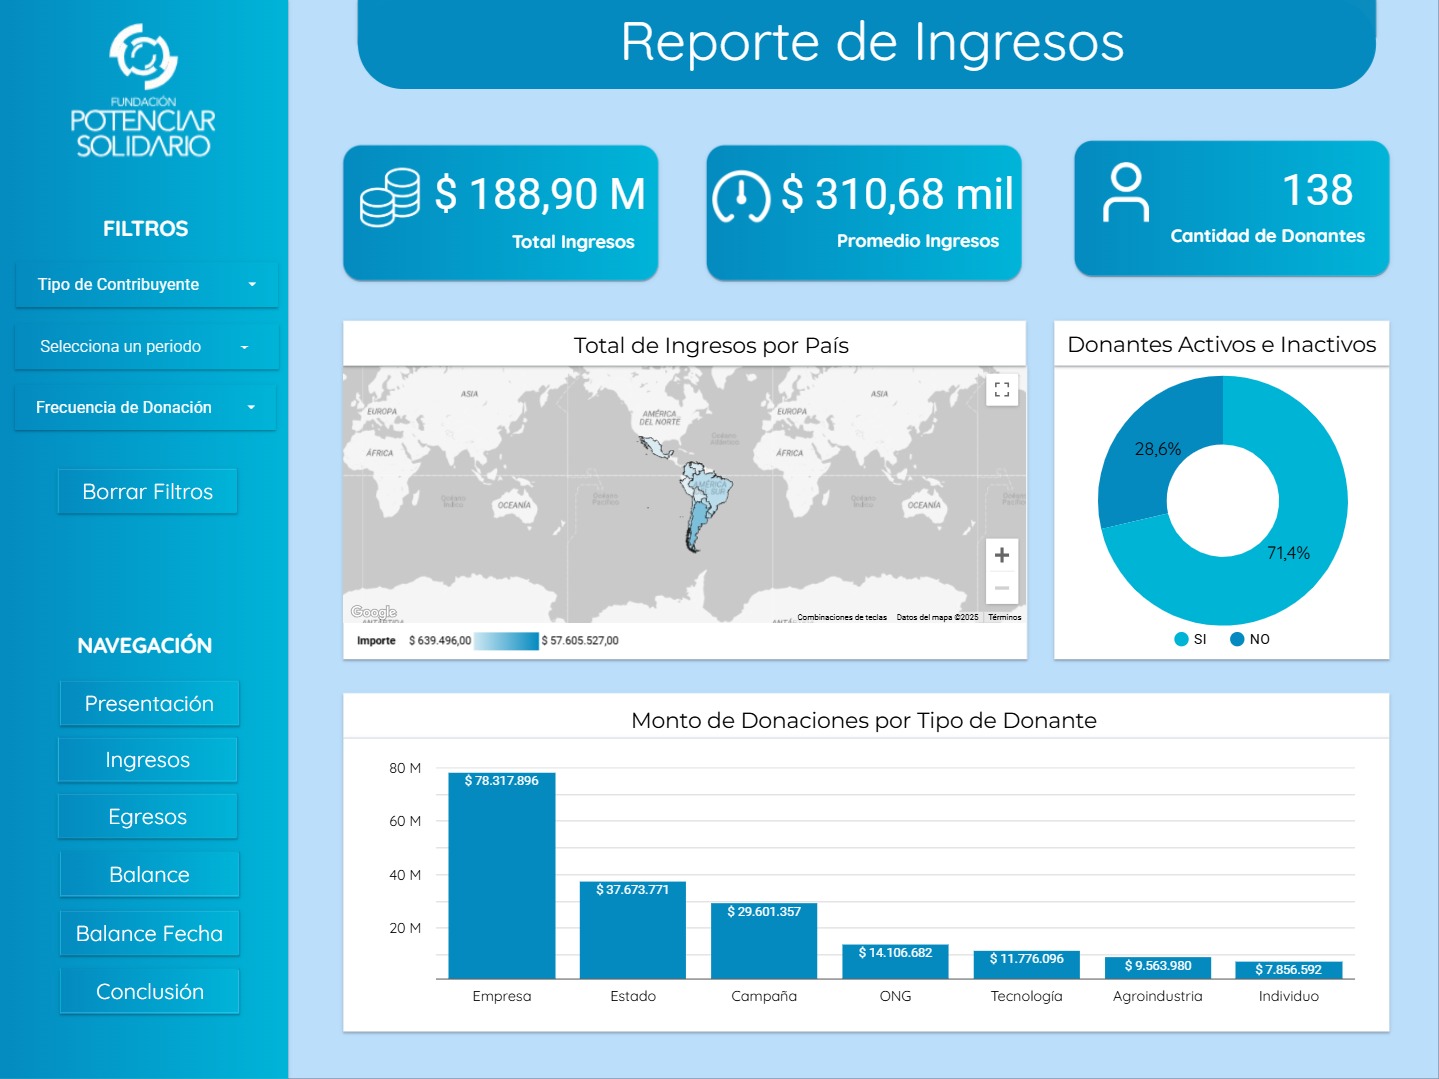 FUNDACIÓN
POTENCIAR
SOLIDARIO
FILTROS
Tipo de Contribuyente
Selecciona un periodo
Frecuencia de Donación
Borrar Filtros
NAVEGACIÓN
Presentación
Ingresos
Egresos
Balance
Balance Fecha
Conclusión
Reporte de Ingresos
$ 188,90 M
Total Ingresos
$ 310,68 mil
Promedio Ingresos
138
Cantidad de Donantes
Total de Ingresos por País
ASIA
EUROPA
ÁFRICA
Océano
Índico
OCEANÍA
Océano
Pacífico
AMÉRICA
DEL NORTE
Océano
Atlántico
AMÉRICA
DE SUR
ASIA
EUROPA
ÁFRICA
Océano
Índico
OCEANÍA
Océano
Pacífico
Google
Combinaciones de teclas
Datos del mapa ©2025
Términos
Importe $ 639.496,00 $ 57.605.527,00
Donantes Activos e Inactivos
28,6%
71,4%
SI NO
Monto de Donaciones por Tipo de Donante
80 M
60 M
40 M
20 M
$ 78.317.896
$ 37.673.771
$ 29.601.357
$ 14.106.682
$ 11.776.096
$ 9.563.980
$ 7.856.592
Empresa
Estado
Campaña
ONG
Tecnología
Agroindustria
Individuo